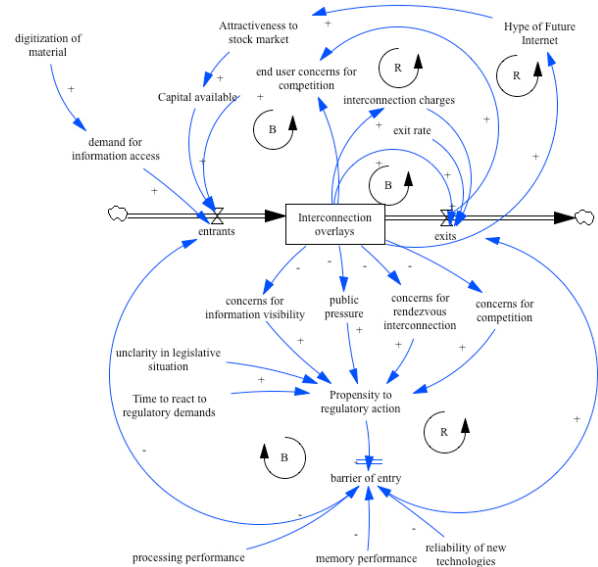 Attractiveness to
stock market
Hype of Future
Internet
digitization of
material
R
R
end user concerns for
competition
Capital available
interconnection charges
B
exit rate
demand for
information access
B
entrants
Interconnection
overlays
exits
concerns for
information visibility
public
pressure
concerns for
rendezvous
interconnection
concerns for
competition
unclarity in legislative
situation
Time to react to
regulatory demands
Propensity to
regulatory action
R
B
barrier of entry
processing performance
memory performance
reliability of new
technologies